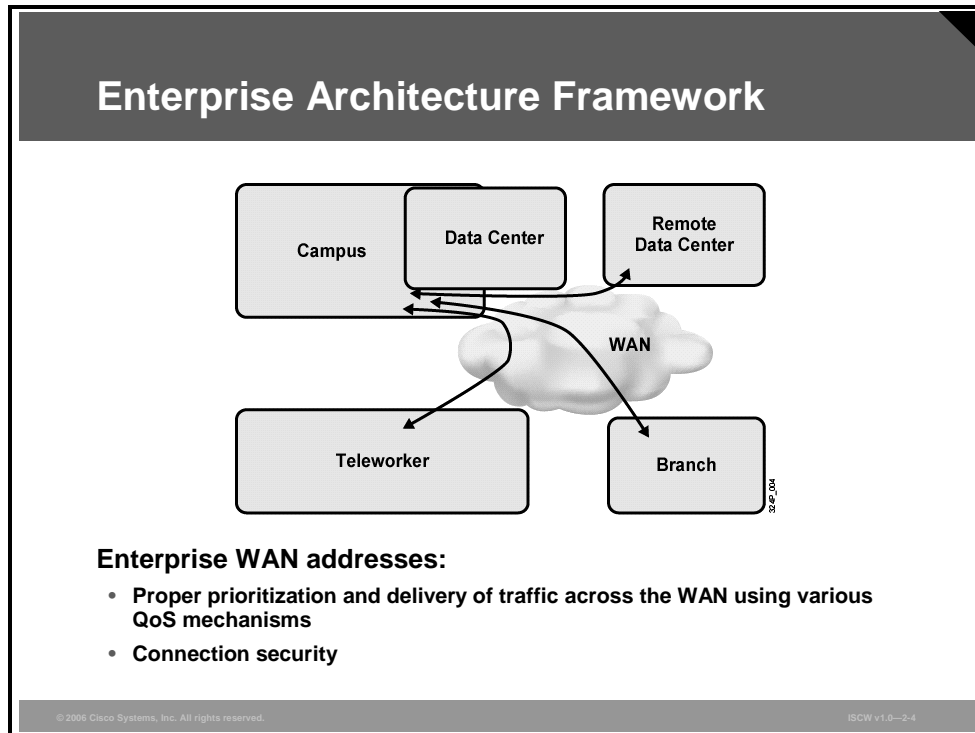 Enterprise Architecture Framework
Campus
Data Center
Remote
Data Center
WAN
Teleworker
Branch
324P_004
Enterprise WAN addresses:
• Proper prioritization and delivery of traffic across the WAN using various
QoS mechanisms
• Connection security
© 2006 Cisco Systems, Inc. All rights reserved.
ISCW v1.0—2-4